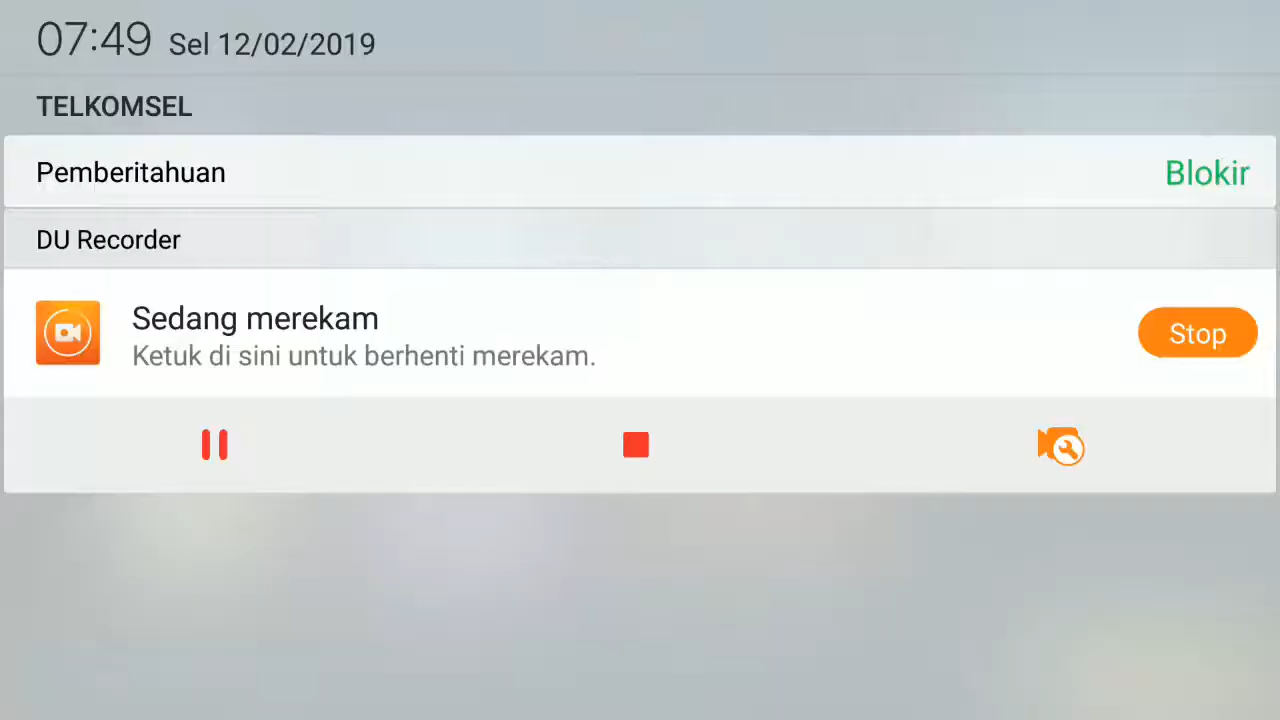 07:49 Sel 12/02/2019
TELKOMSEL
Pemberitahuan Blokir
DU Recorder
Sedang merekam
Ketuk di sini untuk berhenti merekam.
Stop